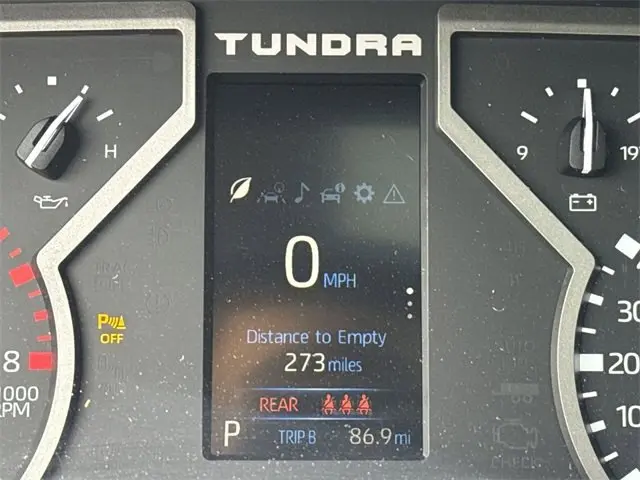 TUNDRA
H
9
19
0 MPH
P OFF
Distance to Empty
273 miles
8
1000
RPM
30
20
10
REAR
P TRIP B 86.9 mi
CHECK